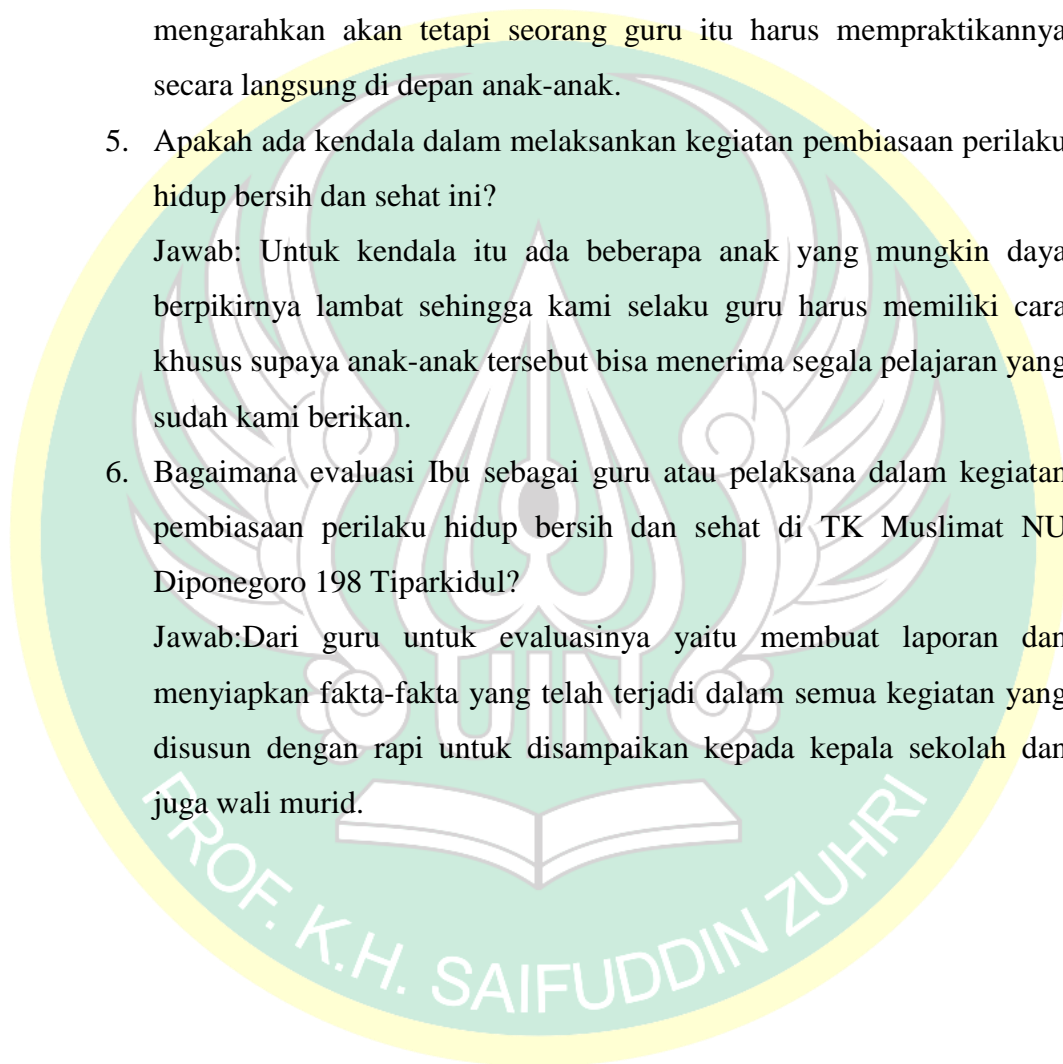 mengarahkan akan tetapi seorang guru itu harus mempraktikannya
secara langsung di depan anak-anak.
5. Apakah ada kendala dalam melaksankan kegiatan pembiasaan perilaku
hidup bersih dan sehat ini?
Jawab: Untuk kendala itu ada beberapa anak yang mungkin daya
berpikirnya lambat sehingga kami selaku guru harus memiliki cara
khusus supaya anak-anak tersebut bisa menerima segala pelajaran yang
sudah kami berikan.
6. Bagaimana evaluasi Ibu sebagai guru atau pelaksana dalam kegiatan
pembiasaan perilaku hidup bersih dan sehat di TK Muslimat NU
Diponegoro 198 Tiparkidul?
Jawab:Dari guru untuk evaluasinya yaitu membuat laporan dan
menyiapkan fakta-fakta yang telah terjadi dalam semua kegiatan yang
disusun dengan rapi untuk disampaikan kepada kepala sekolah dan
juga wali murid.
UIN
PROF. K.H. SAIFUDDIN ZUHRI